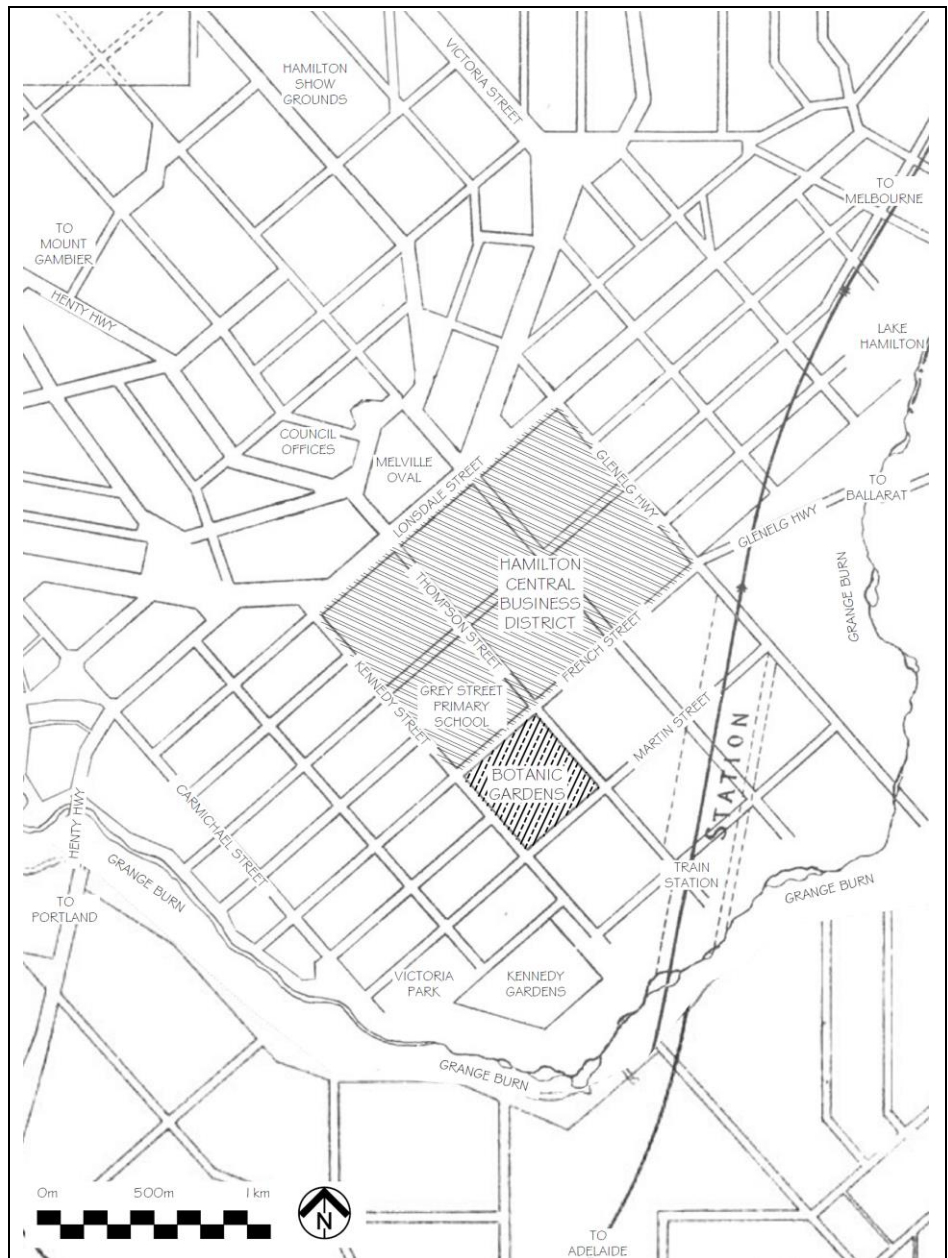 HAMILTON
SHOW
GROUNDS
VICTORIA STREET
TO
MELBOURNE
TO
MOUNT
GAMBIER
HENTY HWY
LAKE
HAMILTON
COUNCIL
OFFICES
MELVILLE
OVAL
LONSDALE STREET
GLENELG HWY
TO
BALLARAT
GLENELG HWY
HAMILTON
CENTRAL
BUSINESS
DISTRICT
THOMPSON STREET
GRANGE BURN
FRENCH STREET
KENNEDY STREET
GREY STREET
PRIMARY
SCHOOL
MARTIN STREET
STATION
BOTANIC
GARDENS
CARMICHAEL STREET
HENTY HWY
GRANGE BURN
TRAIN
STATION
GRANGE BURN
TO
PORTLAND
VICTORIA
PARK
KENNEDY
GARDENS
GRANGE BURN
0m 500m 1 km
N
TO
ADELAIDE